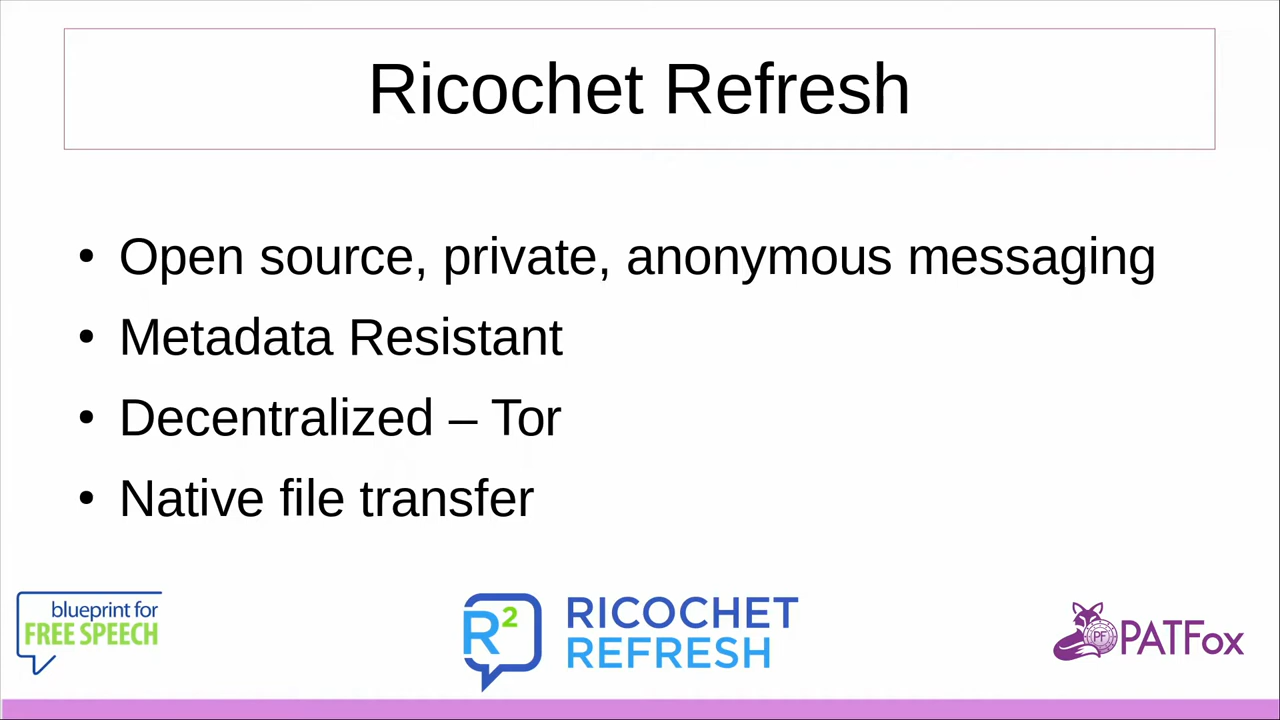 Ricochet Refresh
• Open source, private, anonymous messaging
• Metadata Resistant
• Decentralized – Tor
• Native file transfer
blueprint for
FREE SPEECH
R²
RICOCHET
REFRESH
PF
PATFox